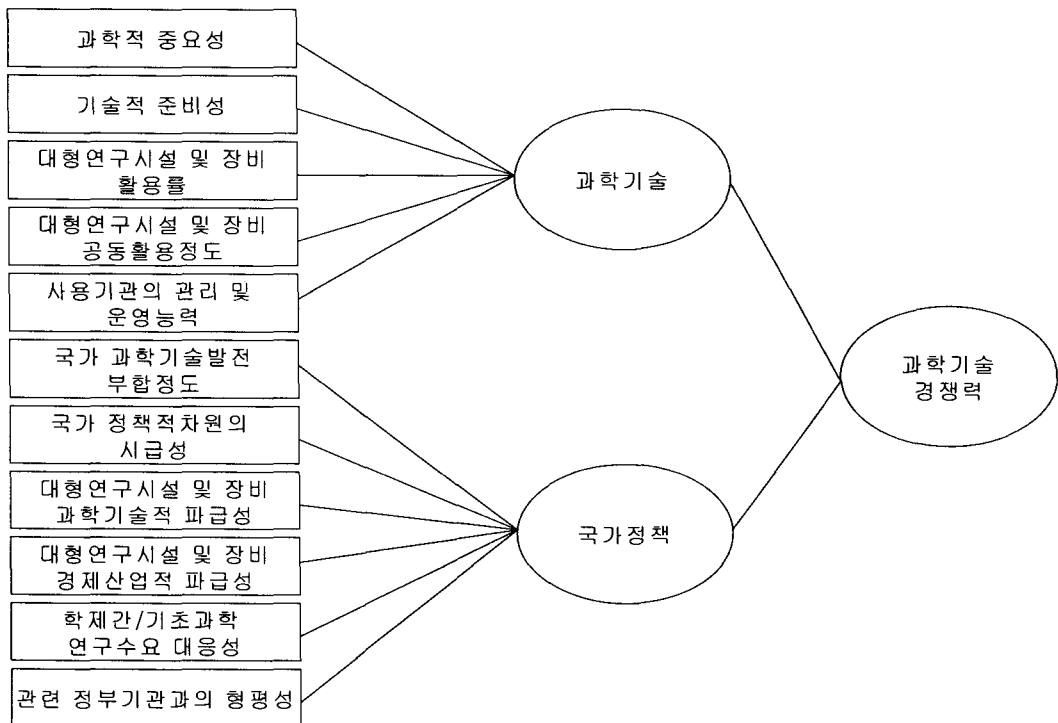 과학적 중요성
기술적 준비성
대형연구시설 및 장비
활용률
대형연구시설 및 장비
공동활용정도
사용기관의 관리 및
운영능력
국가 과학기술발전
부합정도
국가 정책적차원의
시급성
대형연구시설 및 장비
과학기술적 파급성
대형연구시설 및 장비
경제산업적 파급성
학제간/기초과학
연구수요 대응성
관련 정부기관과의 형평성
과학기술
국가정책
과학기술
경쟁력